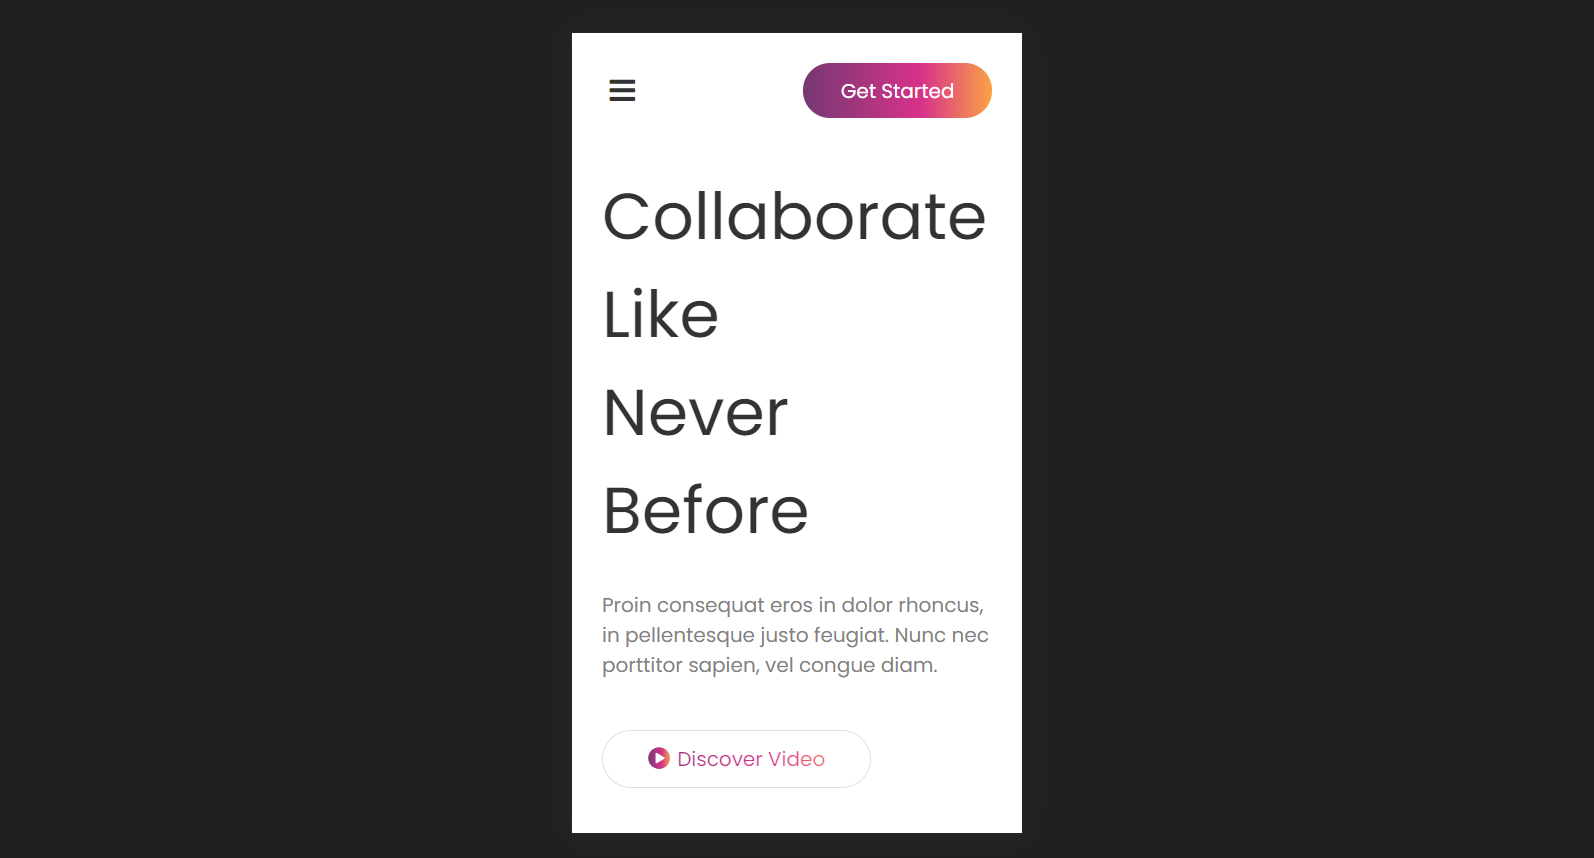 Get Started
Collaborate
Like
Never
Before
Proin consequat eros in dolor rhoncus,
in pellentesque justo feugiat. Nunc nec
porttitor sapien, vel congue diam.
Discover Video